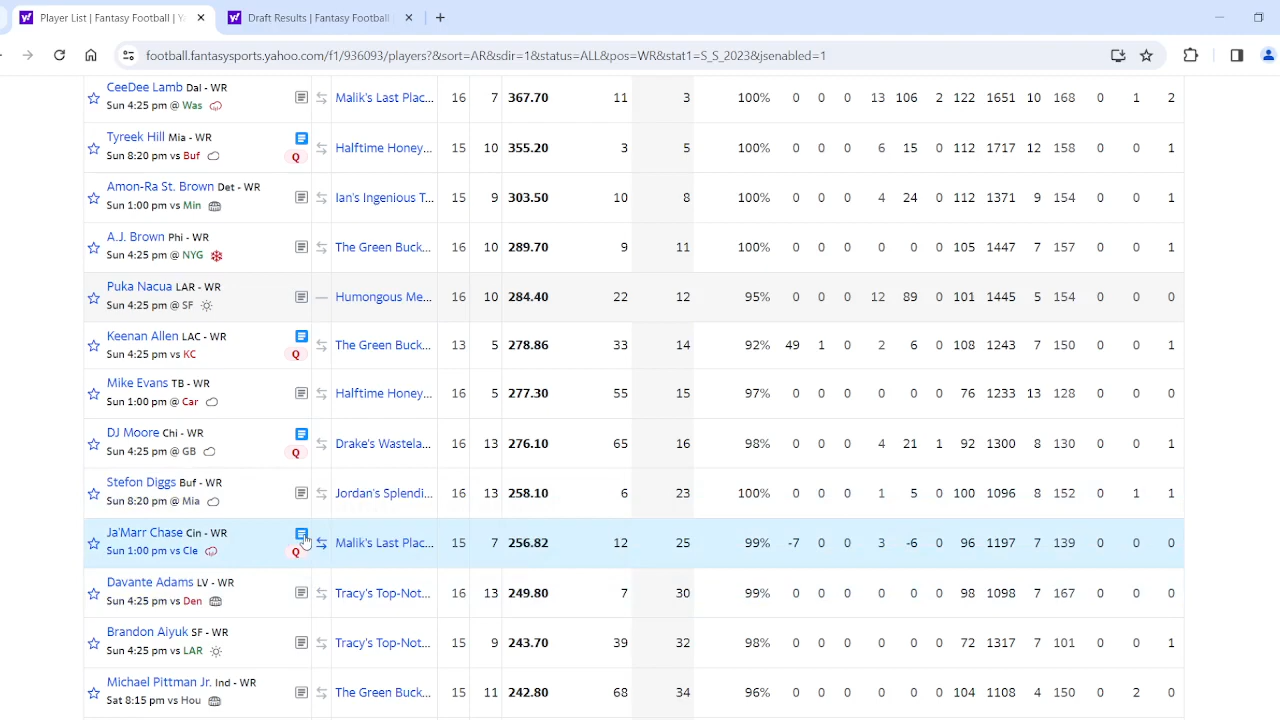 Player List | Fantasy Football | Y
Draft Results | Fantasy Football
football.fantasysports.yahoo.com/f1/936093/players?&sort=AR&sdir=1&status=ALL&pos=WR&stat1=S_S_2023&jsenabled=1
CeeDee Lamb Dal - WR
Sun 4:25 pm @ Was
Malik's Last Plac... 16 7 367.70 11 3 100% 0 0 0 13 106 2 122 1651 10 168 0 1 2
Tyreek Hill Mia - WR
Sun 8:20 pm vs Buf
Q
Halftime Honey... 15 10 355.20 3 5 100% 0 0 0 6 15 0 112 1717 12 158 0 0 1
Amon-Ra St. Brown Det - WR
Sun 1:00 pm vs Min
Ian's Ingenious T... 15 9 303.50 10 8 100% 0 0 0 4 24 0 112 1371 9 154 0 0 1
A.J. Brown Phi - WR
Sun 4:25 pm @ NYG
The Green Buck... 16 10 289.70 9 11 100% 0 0 0 0 0 0 105 1447 7 157 0 0 1
Puka Nacua LAR - WR
Sun 4:25 pm @ SF
Humongous Me... 16 10 284.40 22 12 95% 0 0 0 12 89 0 101 1445 5 154 0 0 0
Keenan Allen LAC - WR
Sun 4:25 pm vs KC
Q
The Green Buck... 13 5 278.86 33 14 92% 49 1 0 2 6 0 108 1243 7 150 0 0 1
Mike Evans TB - WR
Sun 1:00 pm @ Car
Halftime Honey... 16 5 277.30 55 15 97% 0 0 0 0 0 0 76 1233 13 128 0 0 0
DJ Moore Chi - WR
Sun 4:25 pm @ GB
Q
Drake's Wastela... 16 13 276.10 65 16 98% 0 0 0 4 21 1 92 1300 8 130 0 0 1
Stefon Diggs Buf - WR
Sun 8:20 pm @ Mia
Jordan's Splendi... 16 13 258.10 6 23 100% 0 0 0 1 5 0 100 1096 8 152 0 1 1
Ja'Marr Chase Cin - WR
Sun 1:00 pm vs Cle
Q
Malik's Last Plac... 15 7 256.82 12 25 99% -7 0 0 3 -6 0 96 1197 7 139 0 0 0
Davante Adams LV - WR
Sun 4:25 pm vs Den
Tracy's Top-Not... 16 13 249.80 7 30 99% 0 0 0 0 0 0 98 1098 7 167 0 0 0
Brandon Aiyuk SF - WR
Sun 4:25 pm vs LAR
Tracy's Top-Not... 15 9 243.70 39 32 98% 0 0 0 0 0 0 72 1317 7 101 0 0 1
Michael Pittman Jr. Ind - WR
Sat 8:15 pm vs Hou
The Green Buck... 15 11 242.80 68 34 96% 0 0 0 0 0 0 104 1108 4 150 0 2 0